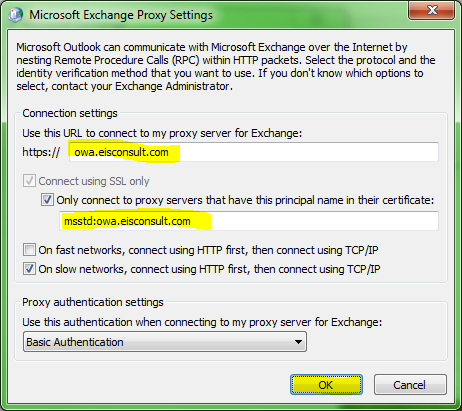 Microsoft Exchange Proxy Settings
Microsoft Outlook can communicate with Microsoft Exchange over the Internet by
nesting Remote Procedure Calls (RPC) within HTTP packets. Select the protocol and the
identity verification method that you want to use. If you don't know which options to
select, contact your Exchange Administrator.
Connection settings
Use this URL to connect to my proxy server for Exchange:
https:// owa.eisconsult.com
Connect using SSL only
Only connect to proxy servers that have this principal name in their certificate:
msstd:owa.eisconsult.com
On fast networks, connect using HTTP first, then connect using TCP/IP
On slow networks, connect using HTTP first, then connect using TCP/IP
Proxy authentication settings
Use this authentication when connecting to my proxy server for Exchange:
Basic Authentication
OK Cancel